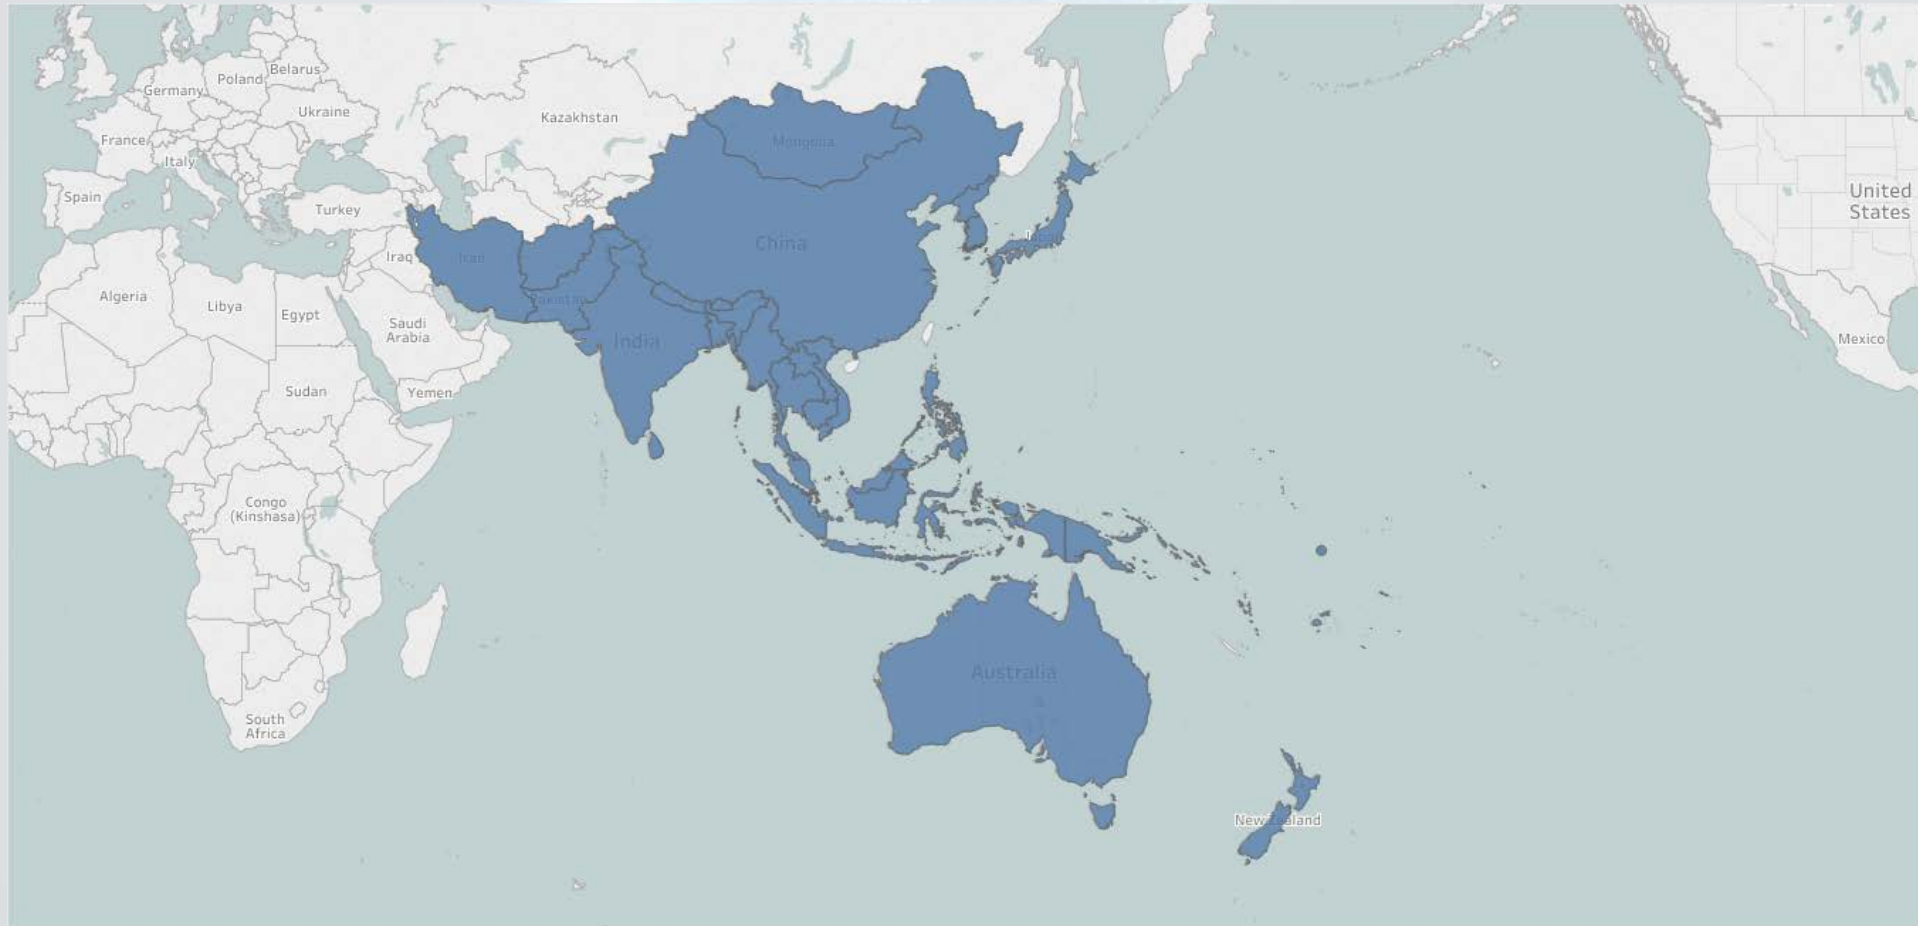 Belarus
Poland
Germany
Ukraine
France
Kazakhstan
Italy
Mongolia
Spain
United
States
Turkey
China
Iraq
Iran
Algeria
Libya
Pakistan
Egypt
Saudi
Arabia
India
Mexico
Sudan
Yemen
Congo
(Kinshasa)
Australia
South
Africa
New Zealand